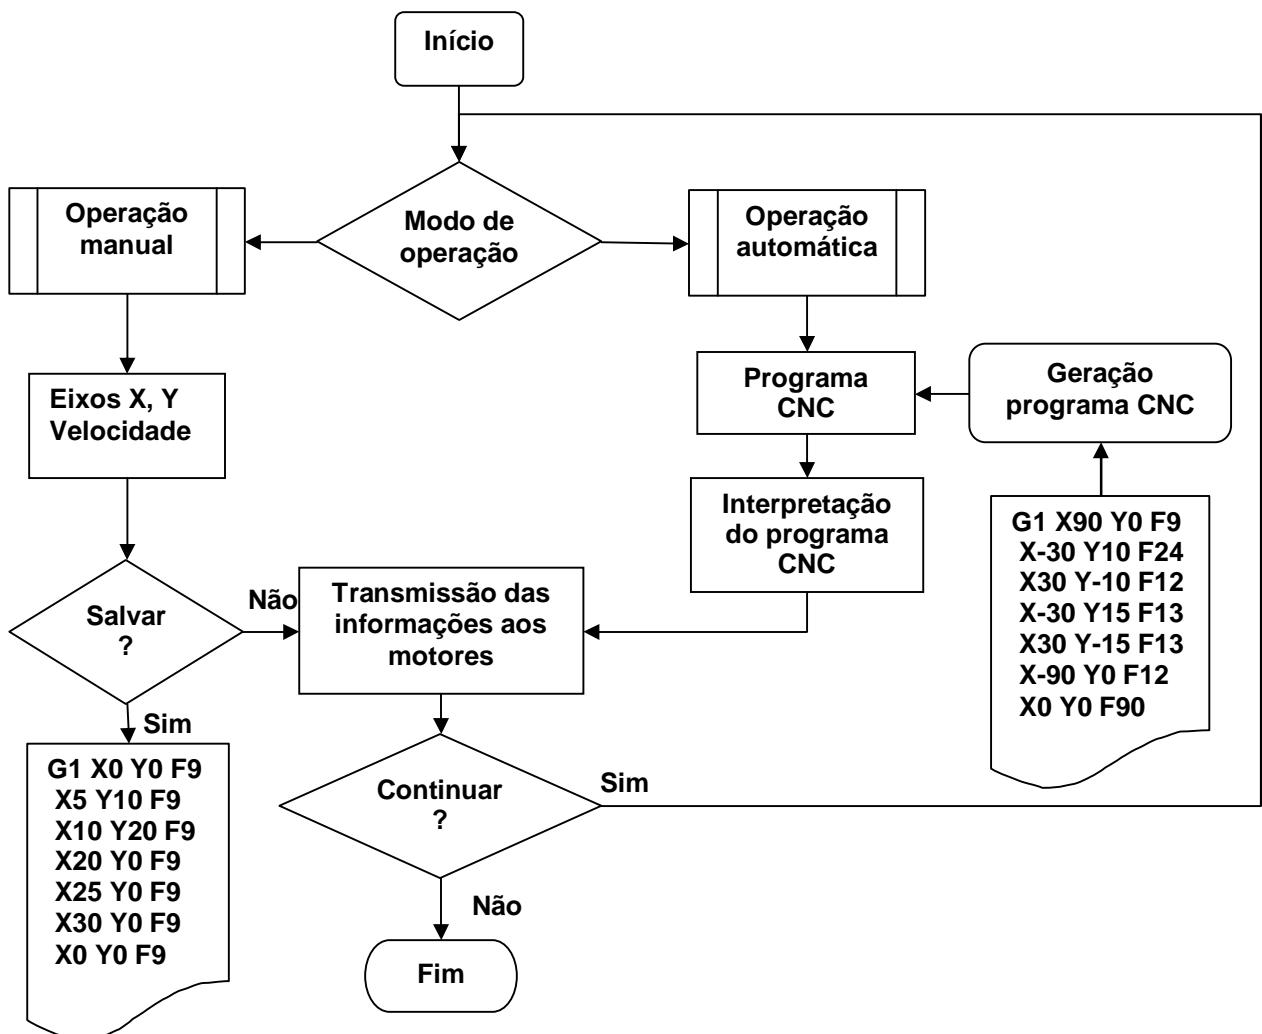 Início
Modo de
operação
Operação
manual
Operação
automática
Eixos X, Y
Velocidade
Programa
CNC
Geração
programa CNC
Interpretação
do programa
CNC
G1 X90 Y0 F9
X-30 Y10 F24
X30 Y-10 F12
X-30 Y15 F13
X30 Y-15 F13
X-90 Y0 F12
X0 Y0 F90
Salvar
?
Não
Transmissão das
informações aos
motores
Sim
G1 X0 Y0 F9
X5 Y10 F9
X10 Y20 F9
X20 Y0 F9
X25 Y0 F9
X30 Y0 F9
X0 Y0 F9
Continuar
?
Sim
Não
Fim